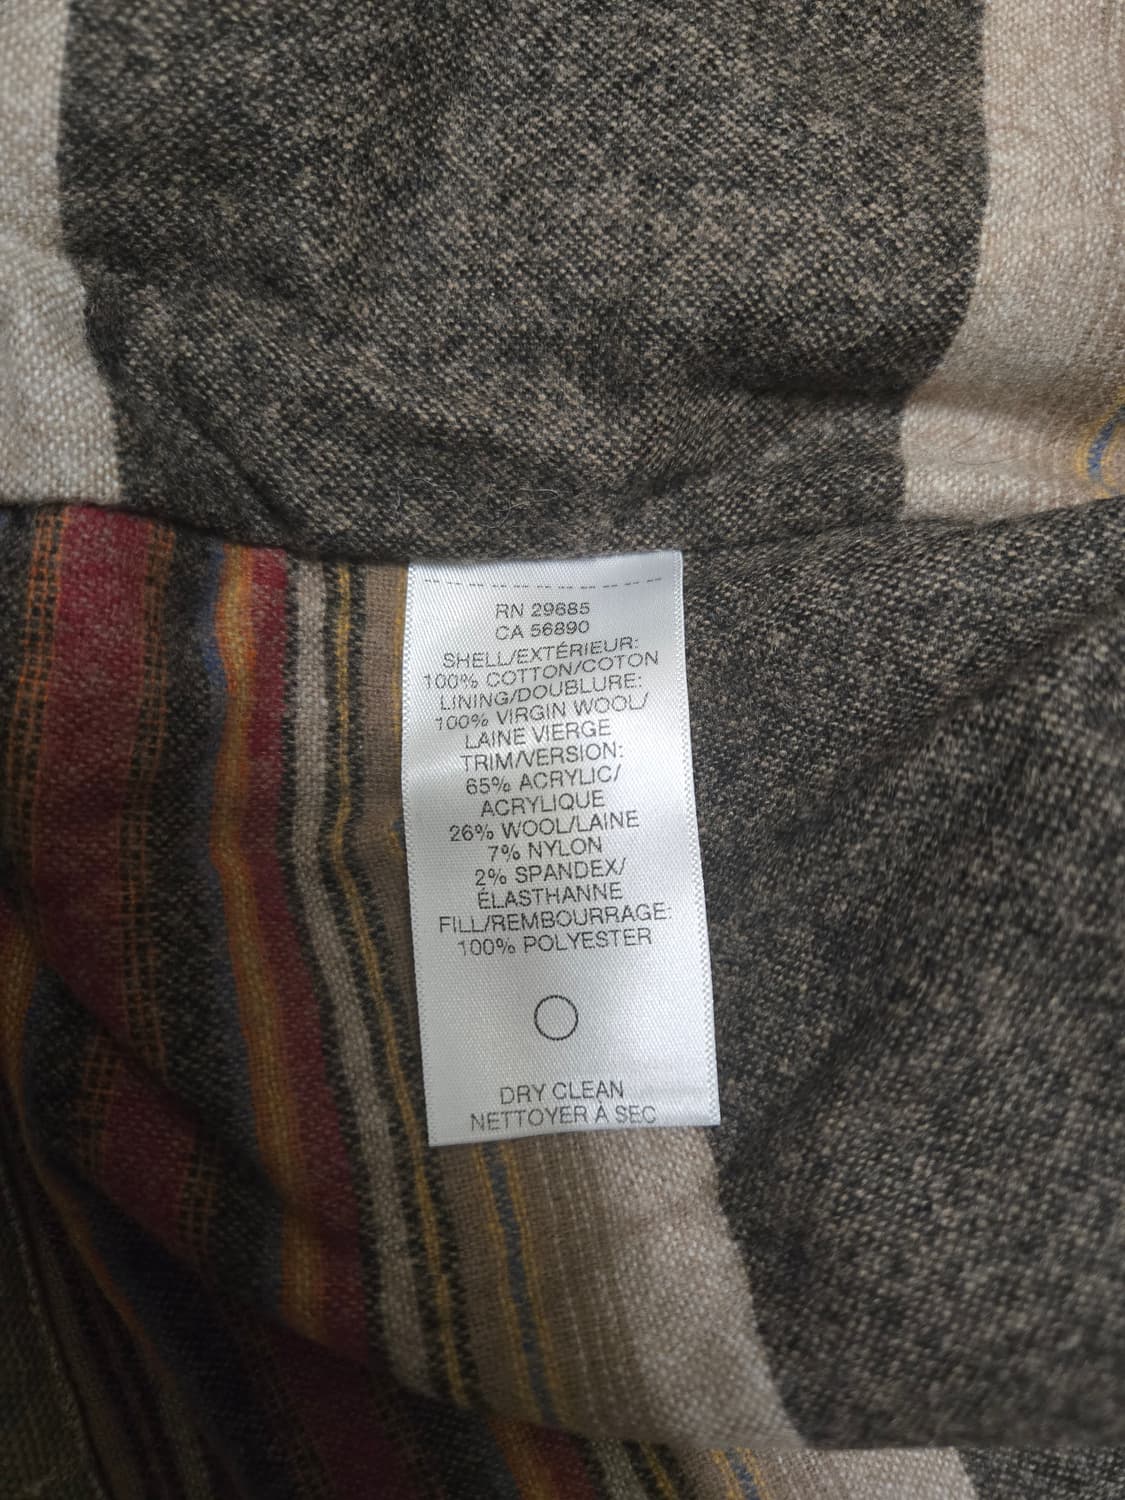 RN 29685
CA 56890
SHELL/EXTÉRIEUR:
100% COTTON/COTON
LINING/DOUBLURE:
100% VIRGIN WOOL/
LAINE VIERGE
TRIM/VERSION:
65% ACRYLIC/
ACRYLIQUE
26% WOOL/LAINE
7% NYLON
2% SPANDEX/
ÉLASTHANNE
FILL/REMBOURRAGE:
100% POLYESTER
DRY CLEAN
NETTOYER À SEC